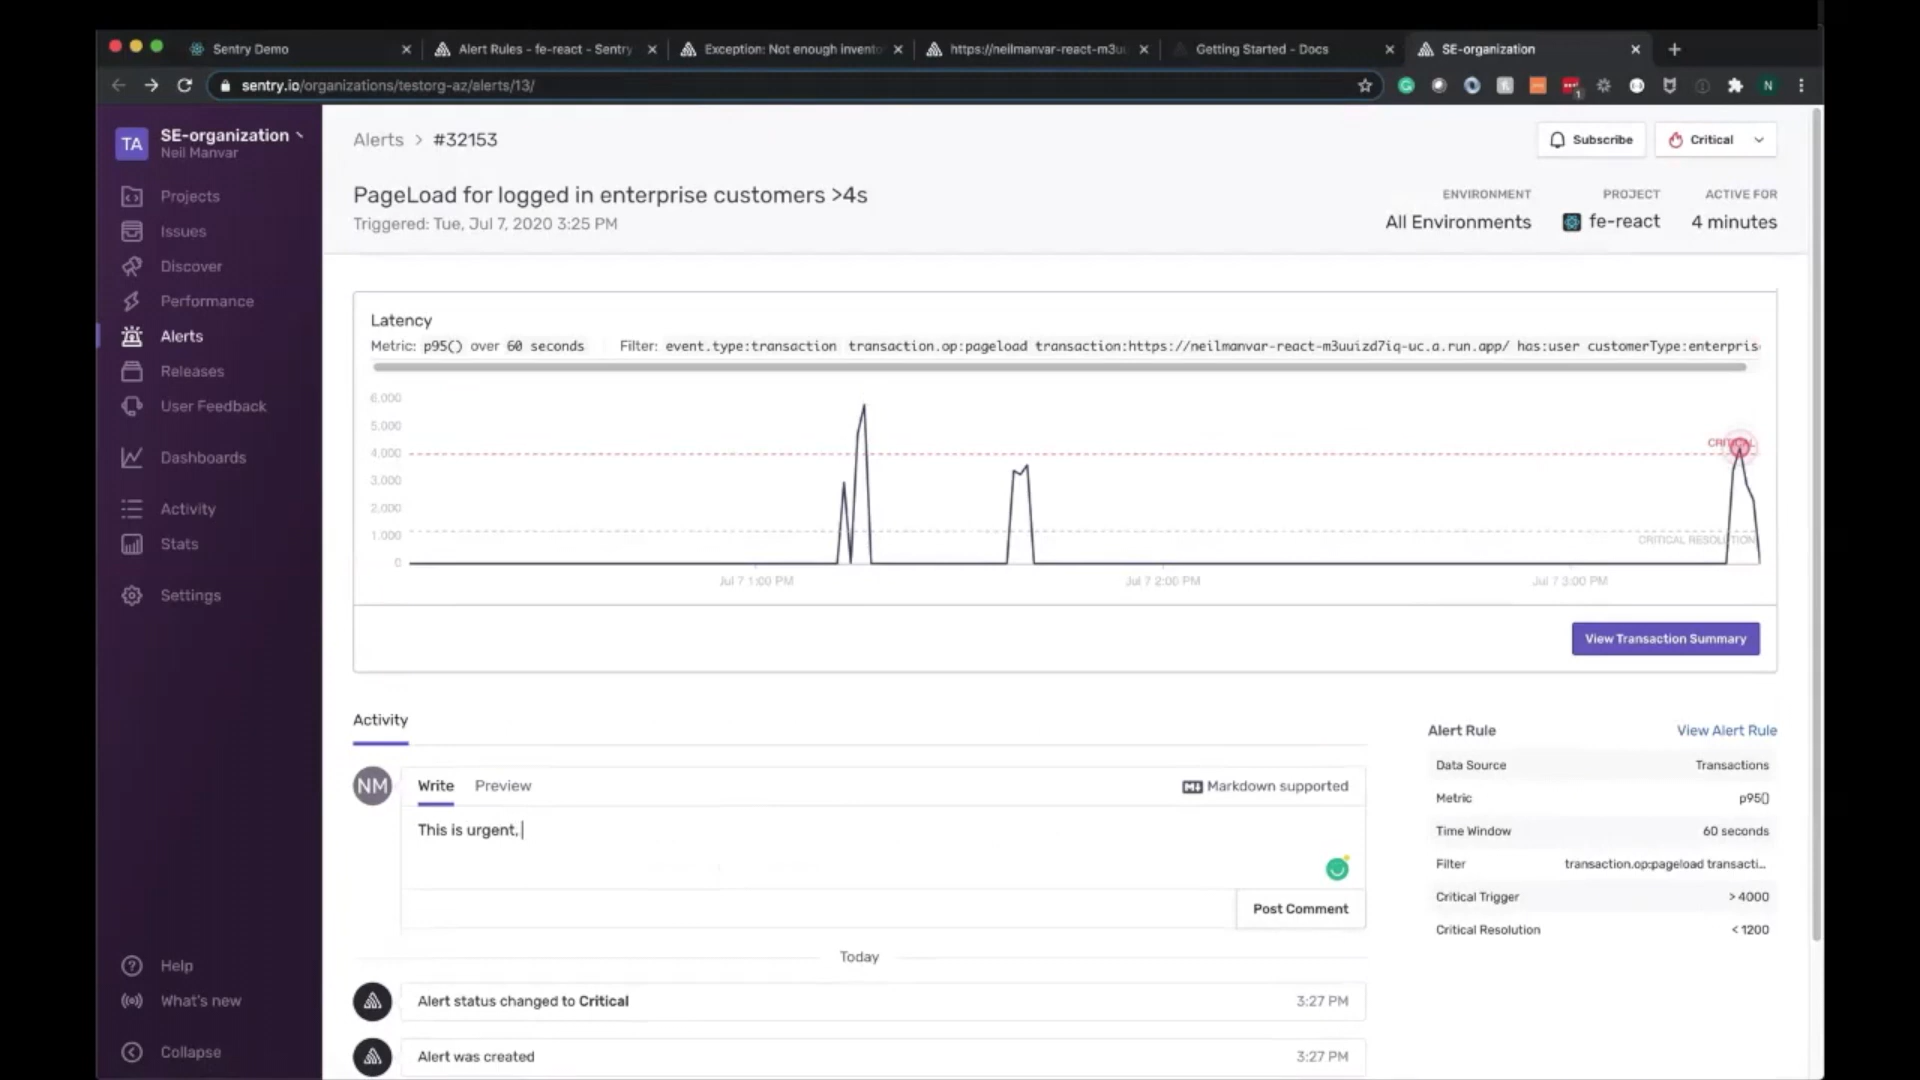 Sentry Demo
Alert Rules - fe-react - Sentry
Exception: Not enough invento
https://neilmanvar-react-m3u
Getting Started - Docs
SE-organization
sentry.io/organizations/testorg-az/alerts/13/
N
TA
SE-organization
Neil Manvar
Projects
Issues
Discover
Performance
Alerts
Releases
User Feedback
Dashboards
Activity
Stats
Settings
Help
What's new
Collapse
Alerts > #32153
Subscribe
Critical
PageLoad for logged in enterprise customers >4s
Triggered: Tue, Jul 7, 2020 3:25 PM
ENVIRONMENT
All Environments
PROJECT
fe-react
ACTIVE FOR
4 minutes
Latency
Metric: p95() over 60 seconds Filter: event.type:transaction transaction.op:pageload transaction:https://neilmanvar-react-m3uuizd7iq-uc.a.run.app/ has:user customerType:enterpris
6,000
5,000
4,000
3,000
2,000
1,000
0
CRITICAL
CRITICAL RESOLUTION
Jul 7 1:00 PM
Jul 7 2:00 PM
Jul 7 3:00 PM
View Transaction Summary
Activity
NM
Write Preview
Markdown supported
This is urgent,
Post Comment
Today
Alert status changed to Critical 3:27 PM
Alert was created 3:27 PM
Alert Rule View Alert Rule
Data Source Transactions
Metric p95()
Time Window 60 seconds
Filter transaction.op:pageload transacti...
Critical Trigger > 4000
Critical Resolution < 1200